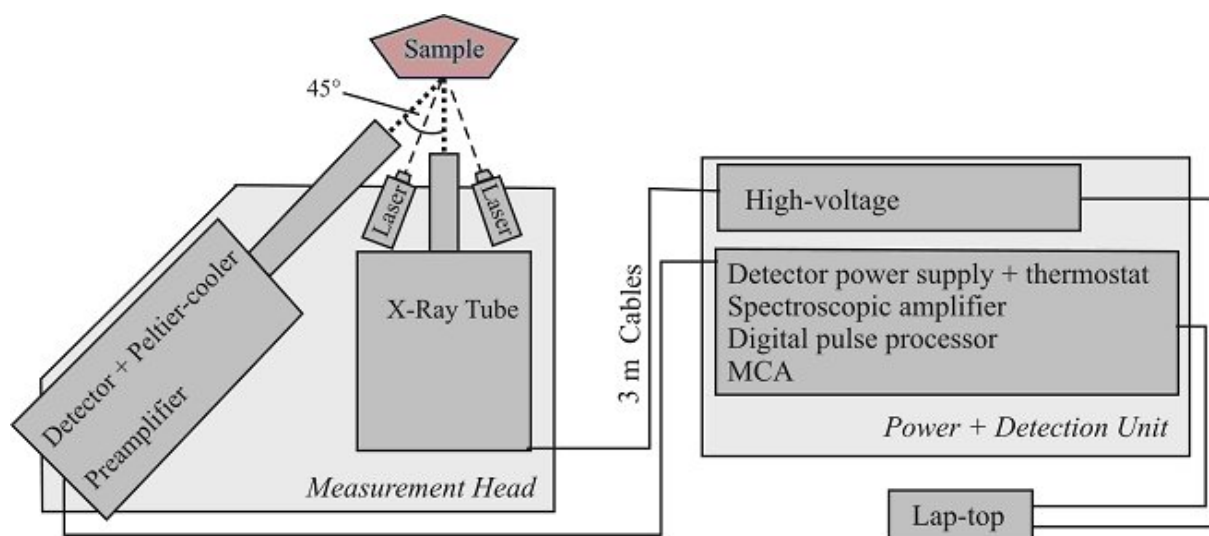 Sample
45°
Laser
Laser
X-Ray Tube
Detector + Peltier-cooler
Preamplifier
Measurement Head
3 m Cables
High-voltage
Detector power supply + thermostat
Spectroscopic amplifier
Digital pulse processor
MCA
Power + Detection Unit
Lap-top